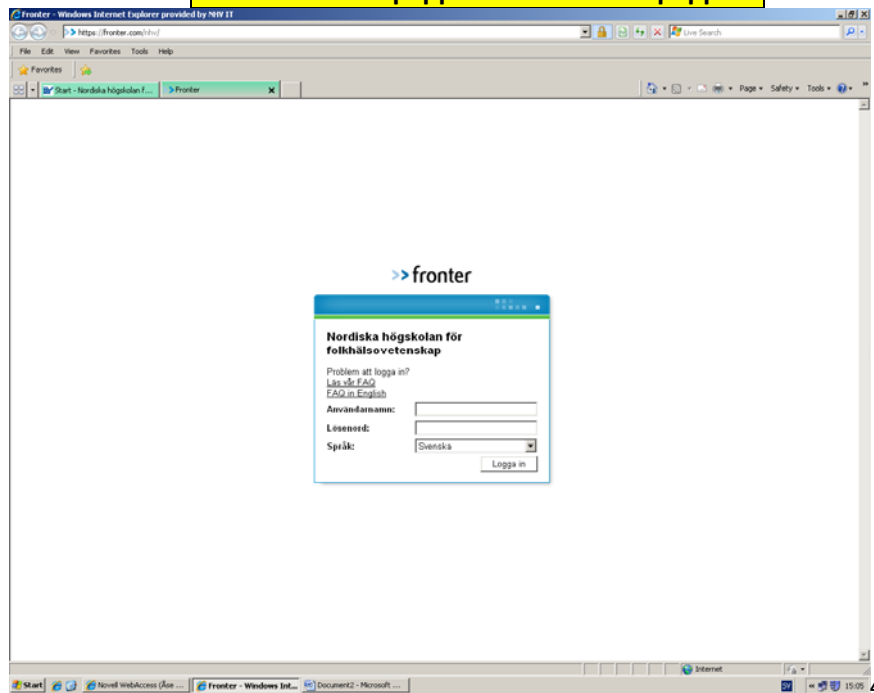 Fronter - Windows Internet Explorer provided by NHV IT
https://fronter.com/nhv/
Live Search
File Edit View Favorites Tools Help
Favorites
Start - Nordiska högskolan f...
Fronter
Page
Safety
Tools
>> fronter
Nordiska högskolan för
folkhälsovetenskap
Problem att logga in?
Läs vår FAQ
FAQ in English
Användarnamn:
Lösenord:
Språk: Svenska
Logga in
Internet
Start
Novell WebAccess (Åse ...
Fronter - Windows Int...
Document2 - Microsoft ...
SV
15:05